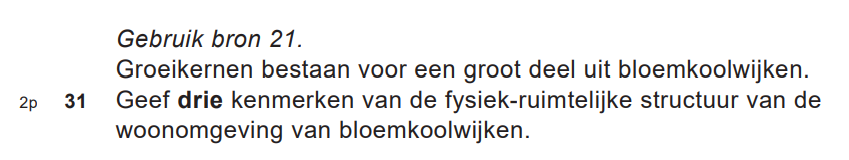 Gebruik bron 21.
Groeikernen bestaan voor een groot deel uit bloemkoolwijken.
2p 31 Geef drie kenmerken van de fysiek-ruimtelijke structuur van de
woonomgeving van bloemkoolwijken.